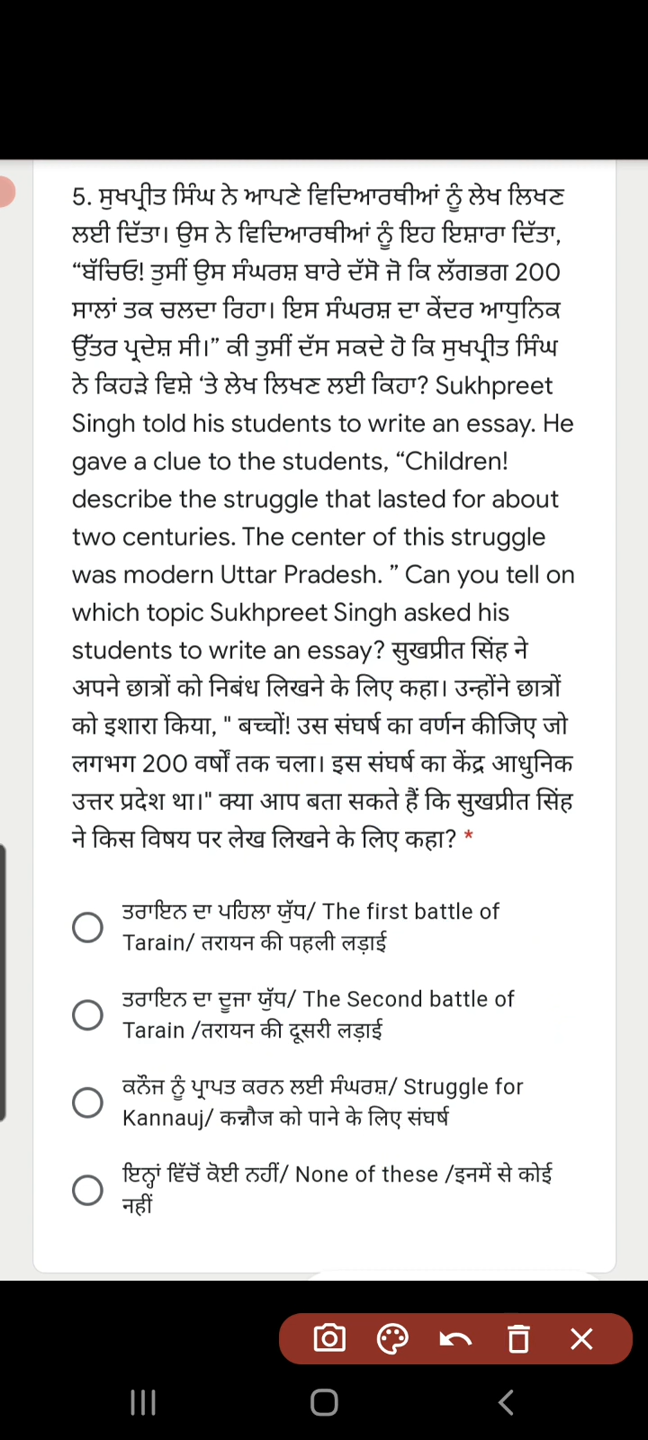 5. ਸੁਖਪ੍ਰੀਤ ਸਿੰਘ ਨੇ ਆਪਣੇ ਵਿਦਿਆਰਥੀਆਂ ਨੂੰ ਲੇਖ ਲਿਖਣ
ਲਈ ਦਿੱਤਾ। ਉਸ ਨੇ ਵਿਦਿਆਰਥੀਆਂ ਨੂੰ ਇਹ ਇਸ਼ਾਰਾ ਦਿੱਤਾ,
“ਬੱਚਿਓ! ਤੁਸੀਂ ਉਸ ਸੰਘਰਸ਼ ਬਾਰੇ ਦੱਸੋ ਜੋ ਕਿ ਲੱਗਭਗ 200
ਸਾਲਾਂ ਤਕ ਚਲਦਾ ਰਿਹਾ। ਇਸ ਸੰਘਰਸ਼ ਦਾ ਕੇਂਦਰ ਆਧੁਨਿਕ
ਉੱਤਰ ਪ੍ਰਦੇਸ਼ ਸੀ।” ਕੀ ਤੁਸੀਂ ਦੱਸ ਸਕਦੇ ਹੋ ਕਿ ਸੁਖਪ੍ਰੀਤ ਸਿੰਘ
ਨੇ ਕਿਹੜੇ ਵਿਸ਼ੇ ‘ਤੇ ਲੇਖ ਲਿਖਣ ਲਈ ਕਿਹਾ? Sukhpreet
Singh told his students to write an essay. He
gave a clue to the students, “Children!
describe the struggle that lasted for about
two centuries. The center of this struggle
was modern Uttar Pradesh. ” Can you tell on
which topic Sukhpreet Singh asked his
students to write an essay? सुखप्रीत सिंह ने
अपने छात्रों को निबंध लिखने के लिए कहा। उन्होंने छात्रों
को इशारा किया, " बच्चों! उस संघर्ष का वर्णन कीजिए जो
लगभग 200 वर्षों तक चला। इस संघर्ष का केंद्र आधुनिक
उत्तर प्रदेश था।" क्या आप बता सकते हैं कि सुखप्रीत सिंह
ने किस विषय पर लेख लिखने के लिए कहा? *
ਤਰਾਇਨ ਦਾ ਪਹਿਲਾ ਯੁੱਧ/ The first battle of
Tarain/ तरायन की पहली लड़ाई
ਤਰਾਇਨ ਦਾ ਦੂਜਾ ਯੁੱਧ/ The Second battle of
Tarain /तरायन की दूसरी लड़ाई
ਕਨੌਜ ਨੂੰ ਪ੍ਰਾਪਤ ਕਰਨ ਲਈ ਸੰਘਰਸ਼/ Struggle for
Kannauj/ कन्नौज को पाने के लिए संघर्ष
ਇਨ੍ਹਾਂ ਵਿੱਚੋਂ ਕੋਈ ਨਹੀਂ/ None of these /इनमें से कोई
नहीं